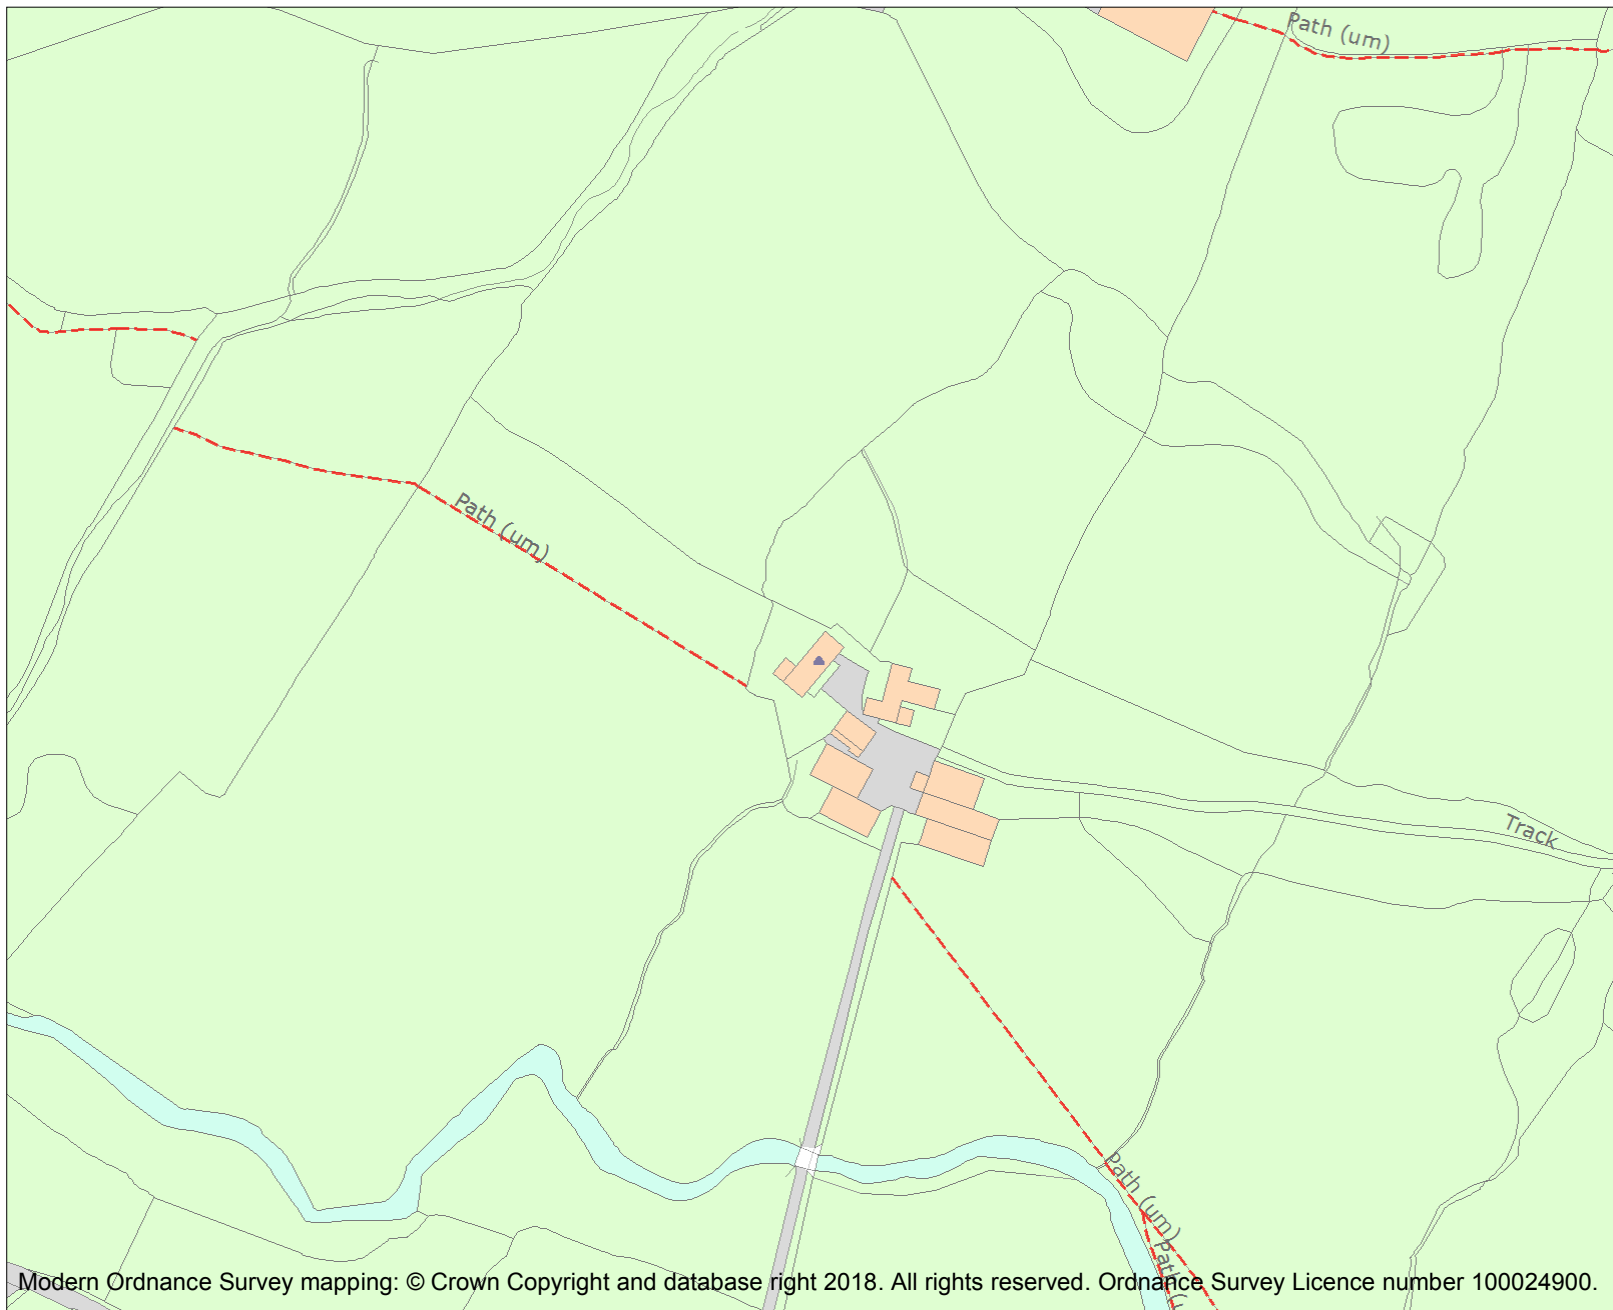 Path (um)
Path (um)
Track
Path (um)
Path (u
Modern Ordnance Survey mapping: © Crown Copyright and database right 2018. All rights reserved. Ordnance Survey Licence number 100024900.